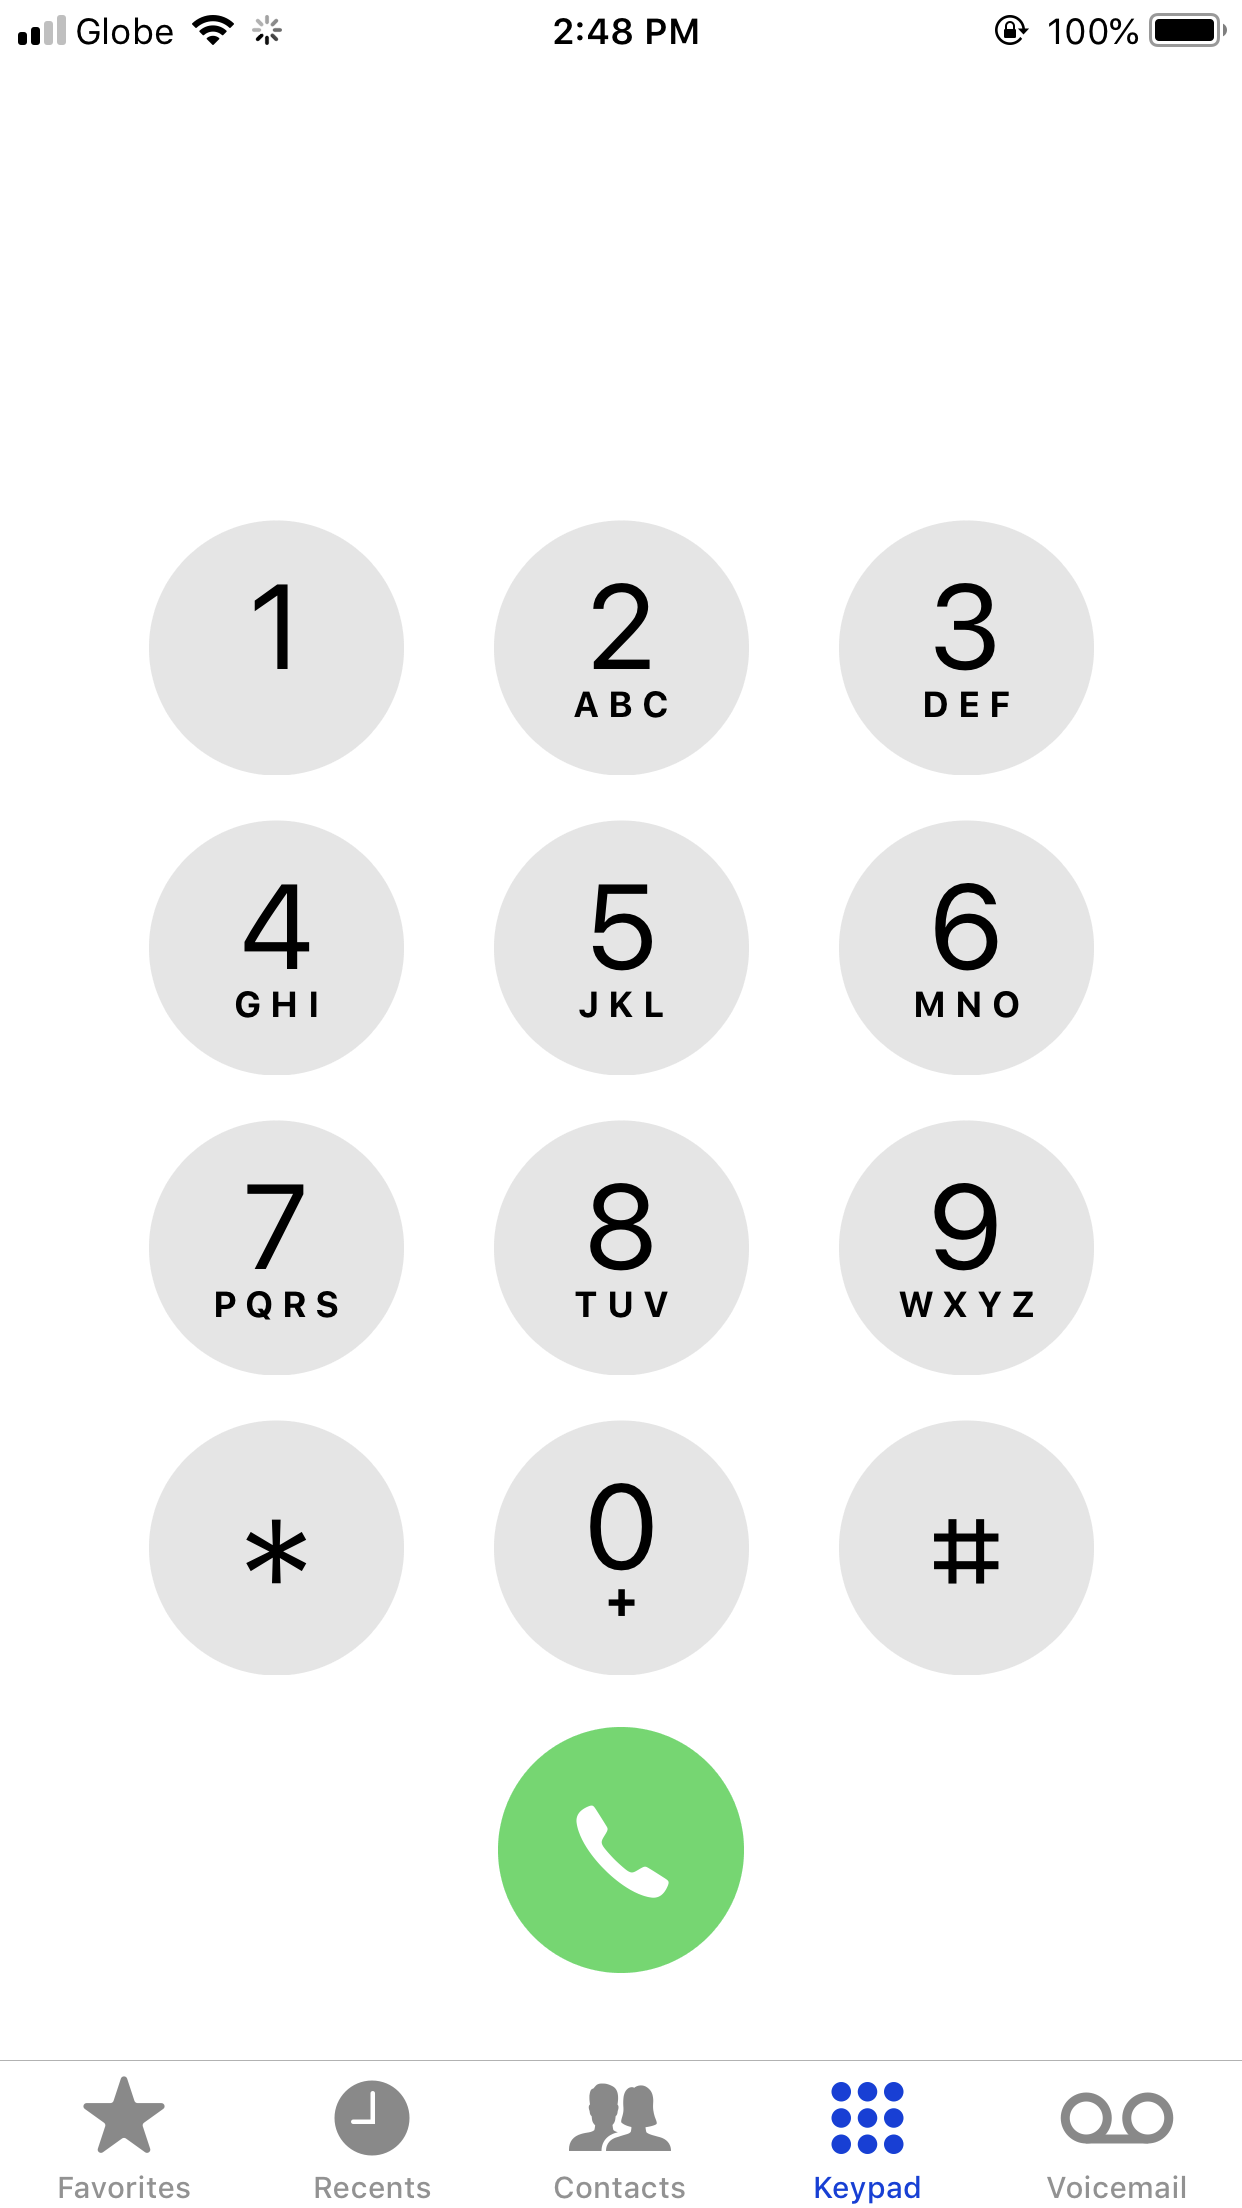 Globe 2:48 PM 100%
1 2 3
ABC DEF
4 5 6
GHI JKL MNO
7 8 9
PQRS TUV WXYZ
* 0 #
+
Favorites Recents Contacts Keypad Voicemail